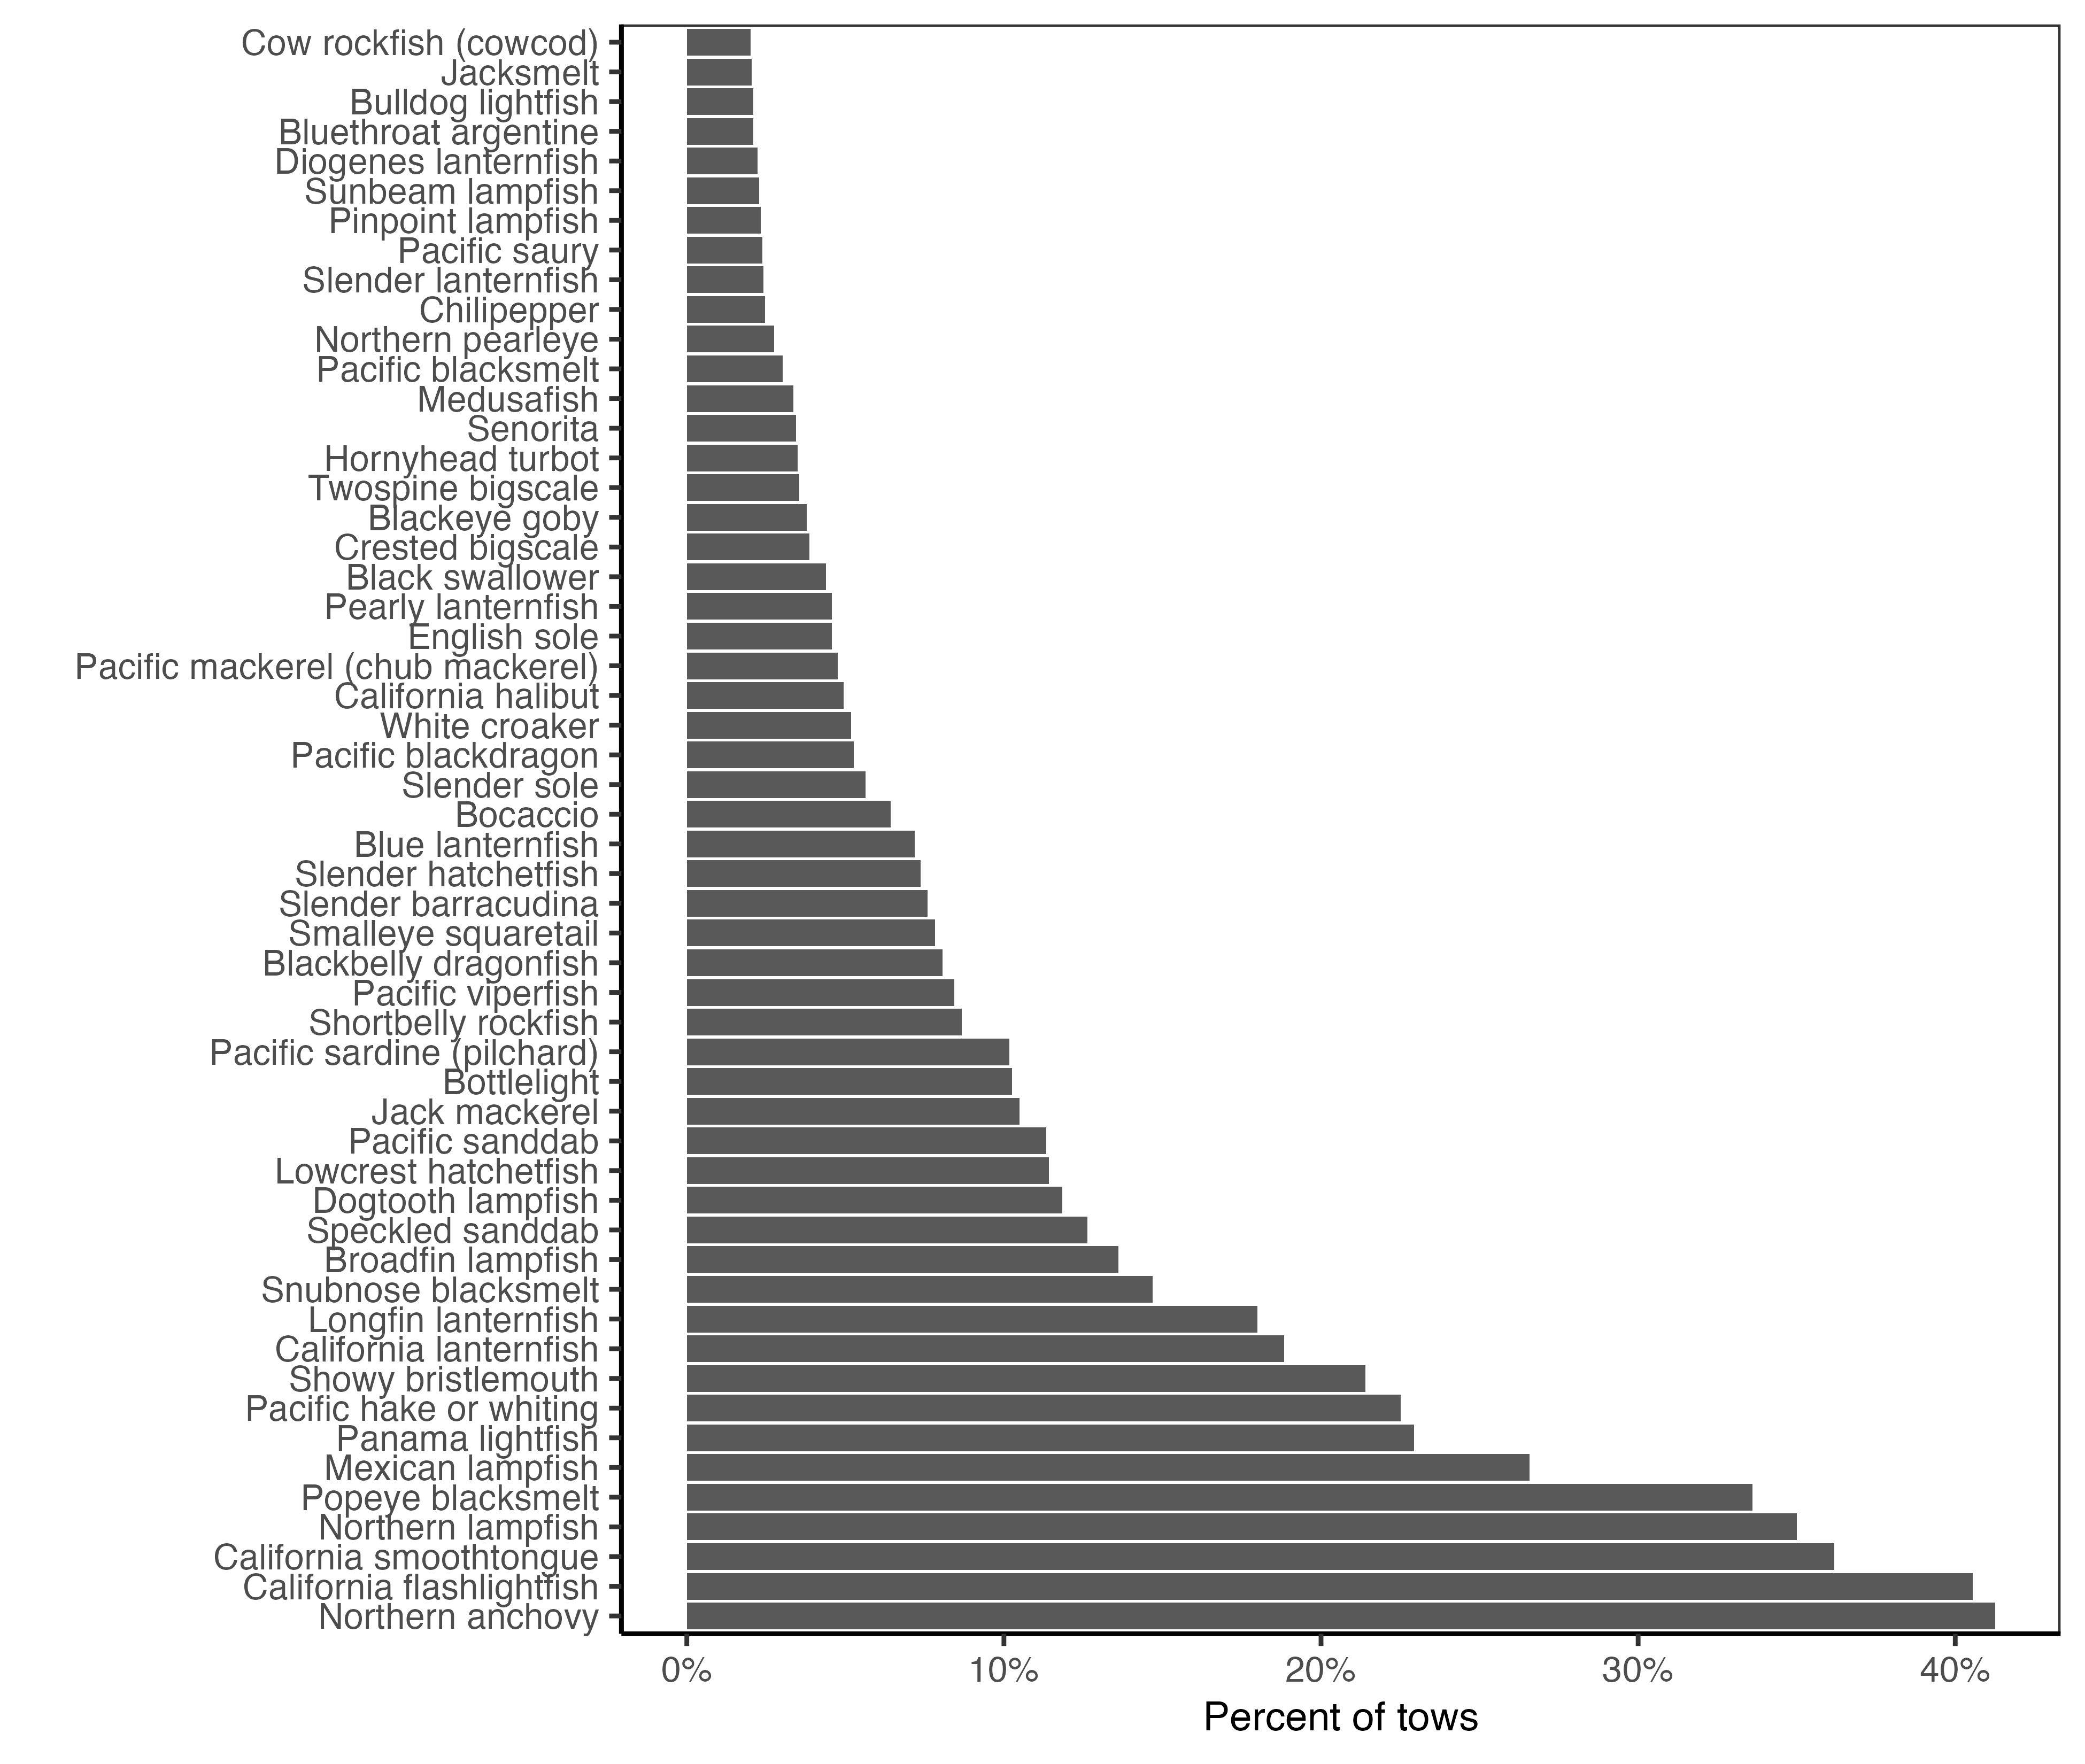 Cow rockfish (cowcod)
Jacksmelt
Bulldog lightfish
Bluethroat argentine
Diogenes lanternfish
Sunbeam lampfish
Pinpoint lampfish
Pacific saury
Slender lanternfish
Chilipepper
Northern pearleye
Pacific blacksmelt
Medusafish
Senorita
Hornyhead turbot
Twospine bigscale
Blackeye goby
Crested bigscale
Black swallower
Pearly lanternfish
English sole
Pacific mackerel (chub mackerel)
California halibut
White croaker
Pacific blackdragon
Slender sole
Bocaccio
Blue lanternfish
Slender hatchetfish
Slender barracudina
Smalleye squaretail
Blackbelly dragonfish
Pacific viperfish
Shortbelly rockfish
Pacific sardine (pilchard)
Bottlelight
Jack mackerel
Pacific sanddab
Lowcrest hatchetfish
Dogtooth lampfish
Speckled sanddab
Broadfin lampfish
Snubnose blacksmelt
Longfin lanternfish
California lanternfish
Showy bristlemouth
Pacific hake or whiting
Panama lightfish
Mexican lampfish
Popeye blacksmelt
Northern lampfish
California smoothtongue
California flashlightfish
Northern anchovy
0% 10% 20% 30% 40%
Percent of tows